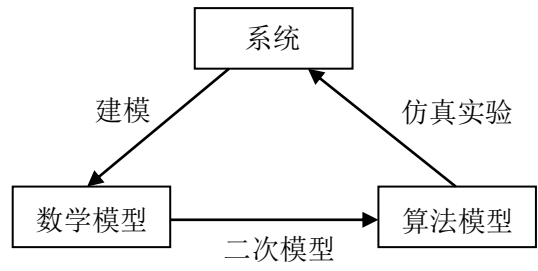 系统
建模
仿真实验
数学模型
算法模型
二次模型